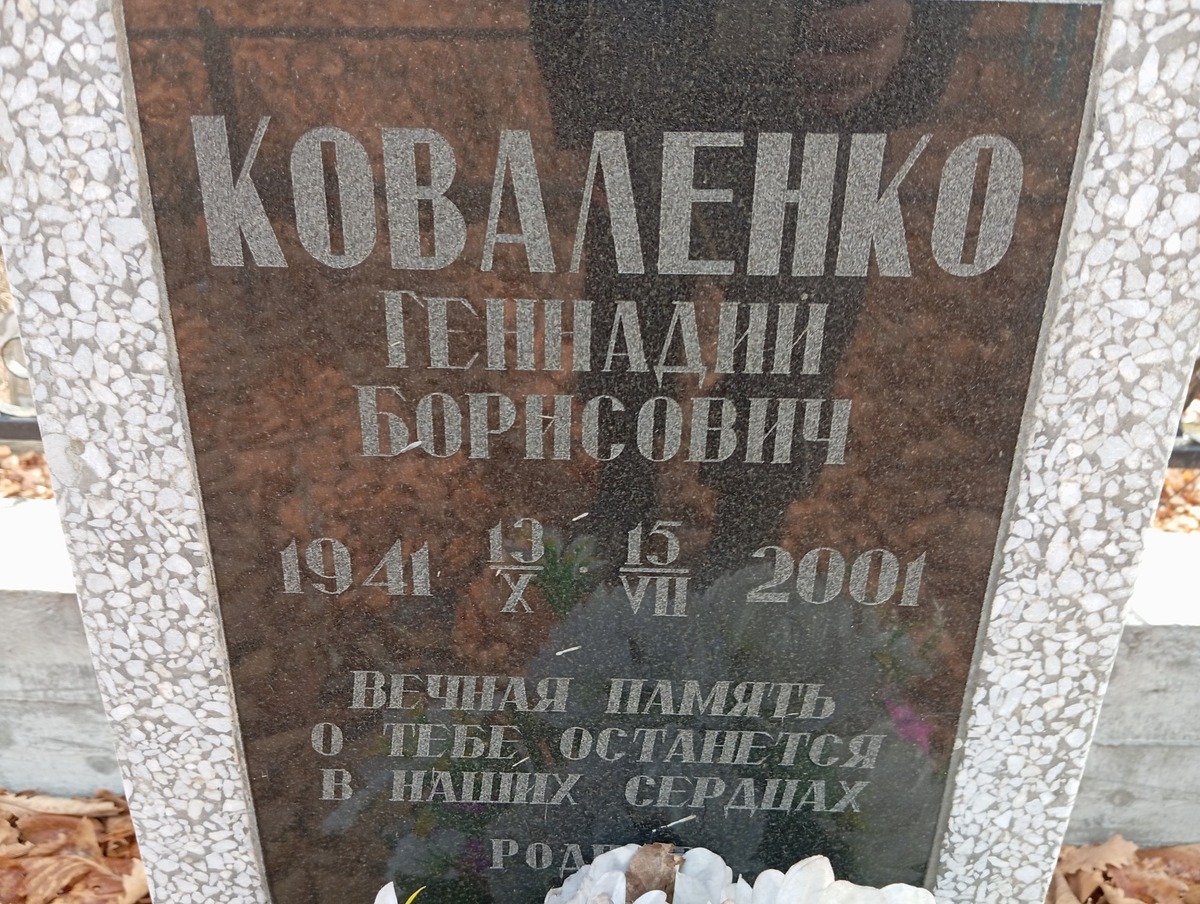 КОВАЛЕНКО
ГЕННАДИЙ
БОРИСОВИЧ
1941 13/X 15/VII 2001
ВЕЧНАЯ ПАМЯТЬ
О ТЕБЕ ОСТАНЕТСЯ
В НАШИХ СЕРДЦАХ